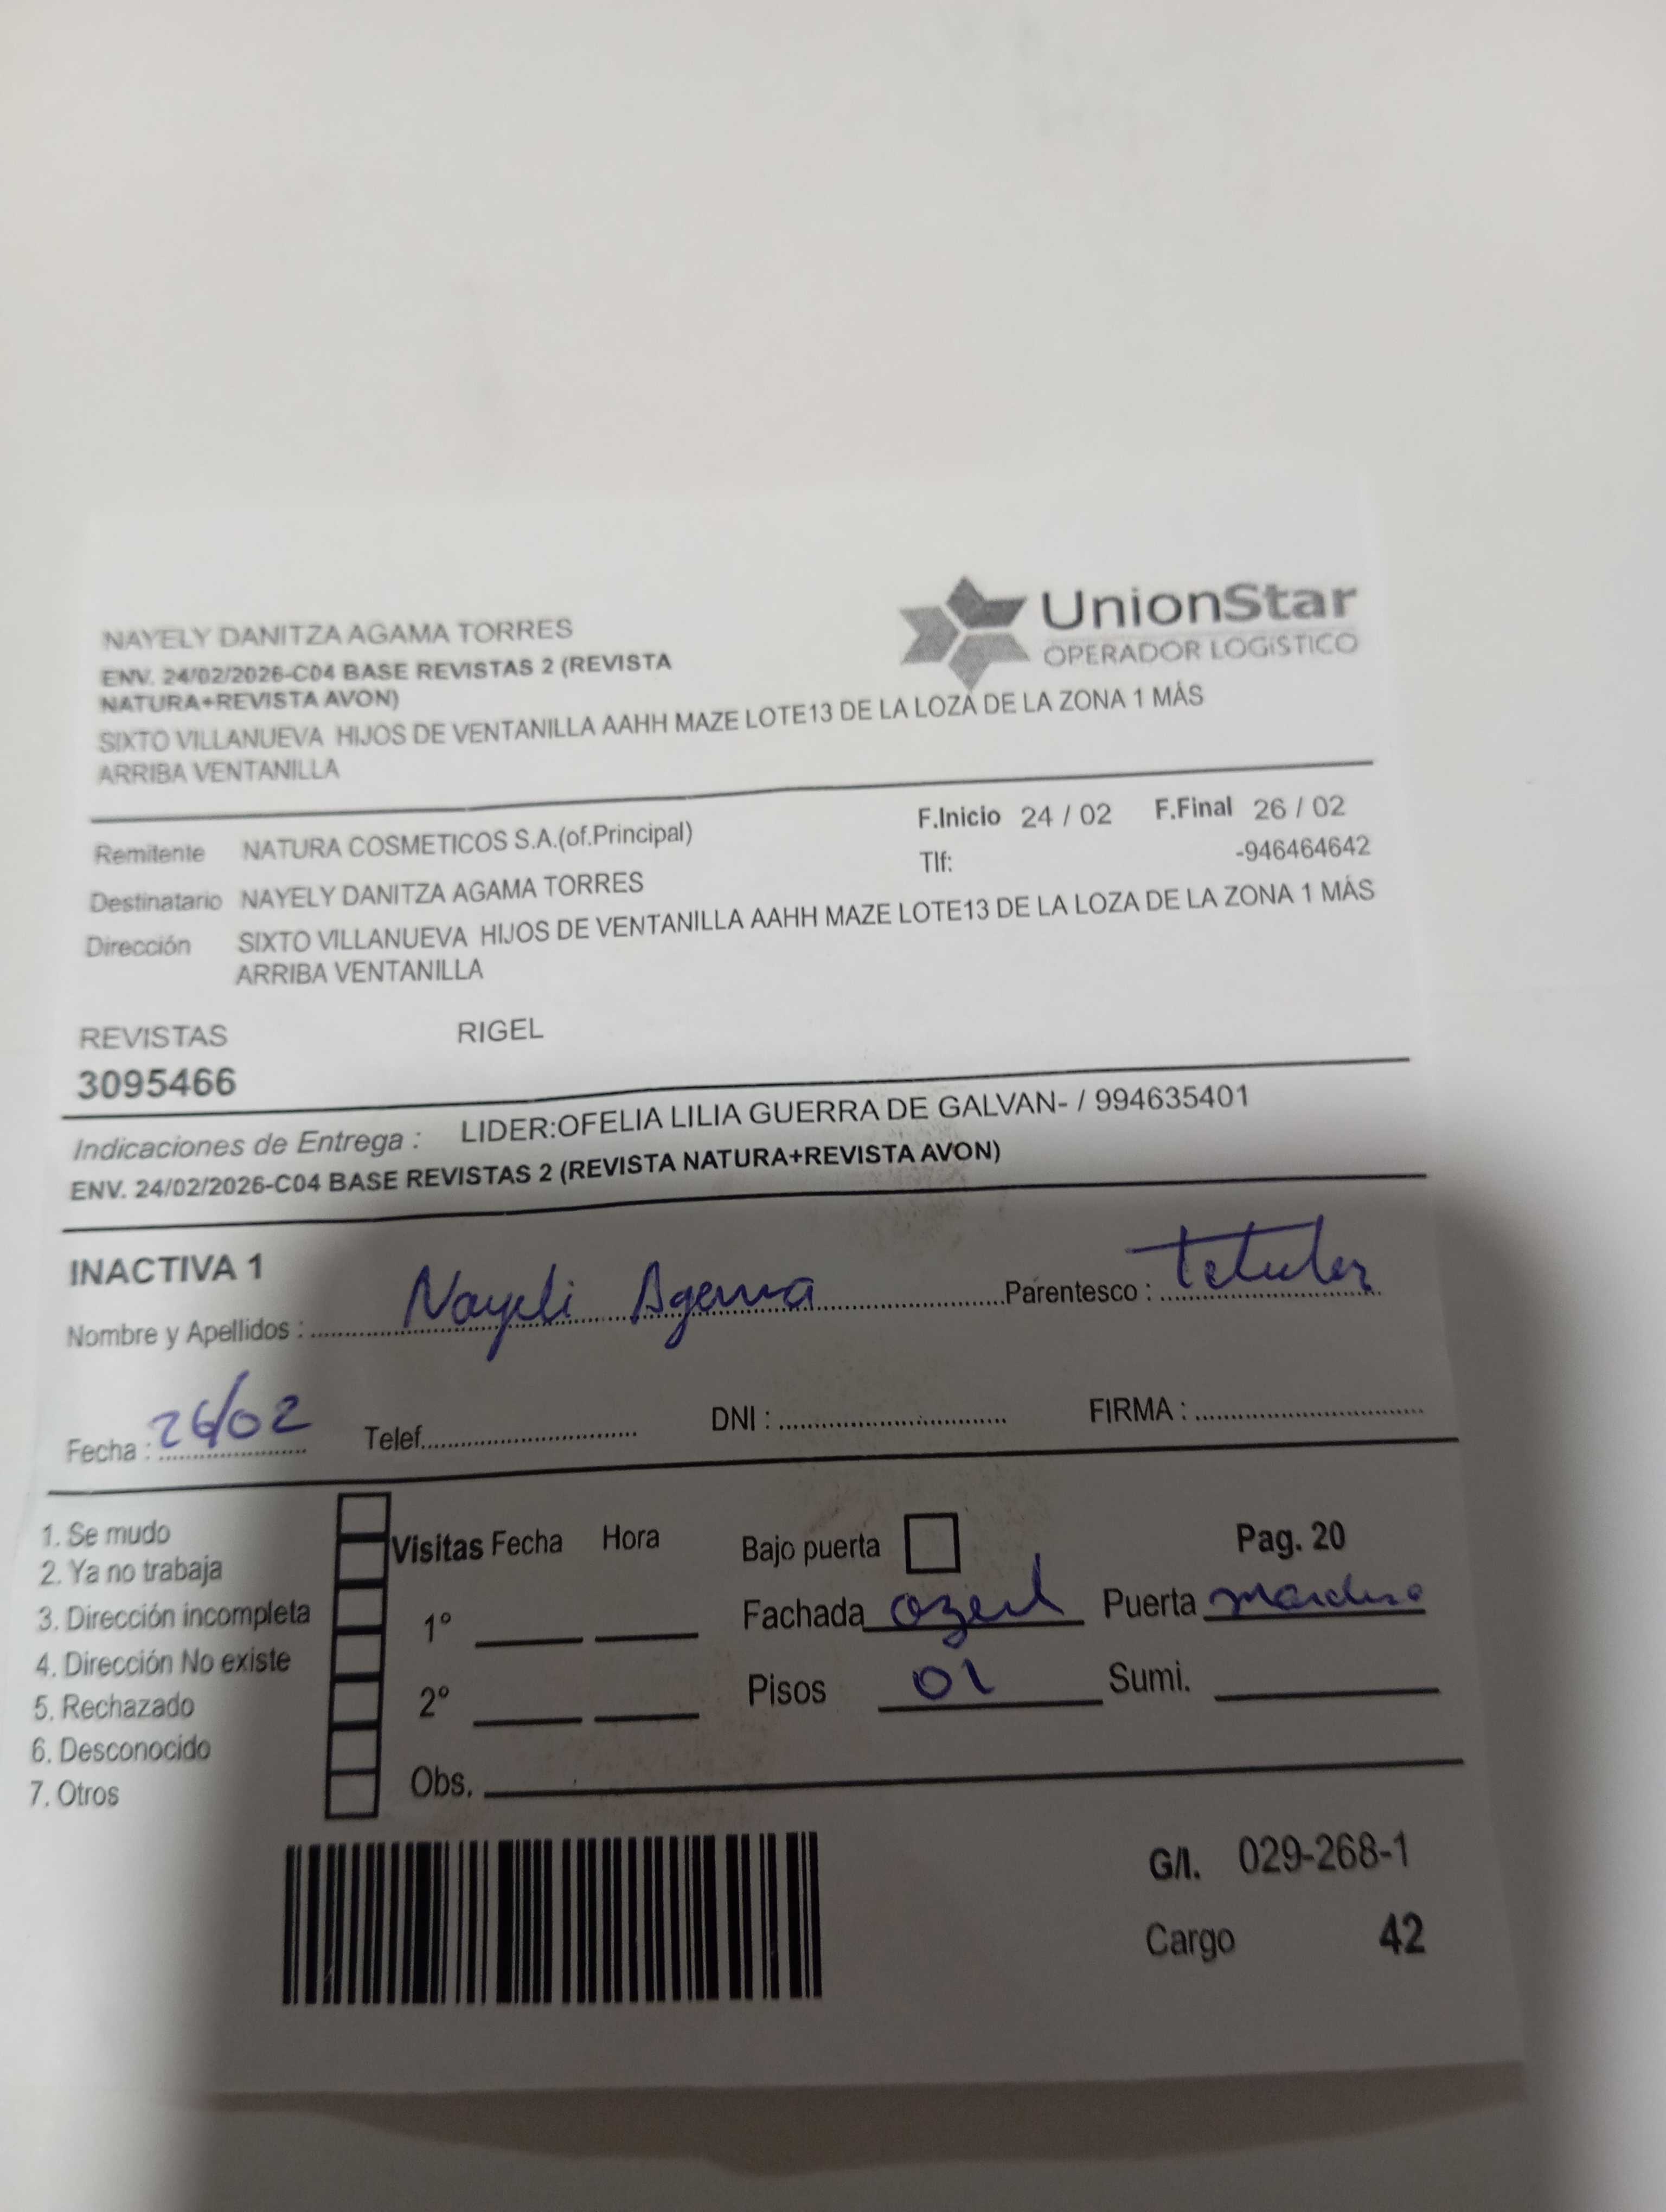 NAYELY DANITZA AGAMA TORRES
ENV. 24/02/2026-C04 BASE REVISTAS 2 (REVISTA
NATURA+REVISTA AVON)
SIXTO VILLANUEVA HIJOS DE VENTANILLA AAHH MAZE LOTE13 DE LA LOZA DE LA ZONA 1 MÁS
ARRIBA VENTANILLA
UnionStar
OPERADOR LOGíSTICO
Remitente NATURA COSMETICOS S.A.(of.Principal)
F.Inicio 24 / 02 F.Final 26 / 02
Tlf: -946464642
Destinatario NAYELY DANITZA AGAMA TORRES
Dirección SIXTO VILLANUEVA HIJOS DE VENTANILLA AAHH MAZE LOTE13 DE LA LOZA DE LA ZONA 1 MÁS
ARRIBA VENTANILLA
REVISTAS RIGEL
3095466
Indicaciones de Entrega : LIDER:OFELIA LILIA GUERRA DE GALVAN- / 994635401
ENV. 24/02/2026-C04 BASE REVISTAS 2 (REVISTA NATURA+REVISTA AVON)
INACTIVA 1
Nombre y Apellidos : Nayeli Agama Parentesco : Titular
Fecha : 26/02 Telef. DNI : FIRMA :
1. Se mudo
2. Ya no trabaja
3. Dirección incompleta
4. Dirección No existe
5. Rechazado
6. Desconocido
7. Otros
Visitas Fecha Hora
1º
2º
Obs.
Bajo puerta Pag. 20
Fachada azul Puerta madera
Pisos 01 Sumi.
G/I. 029-268-1
Cargo 42